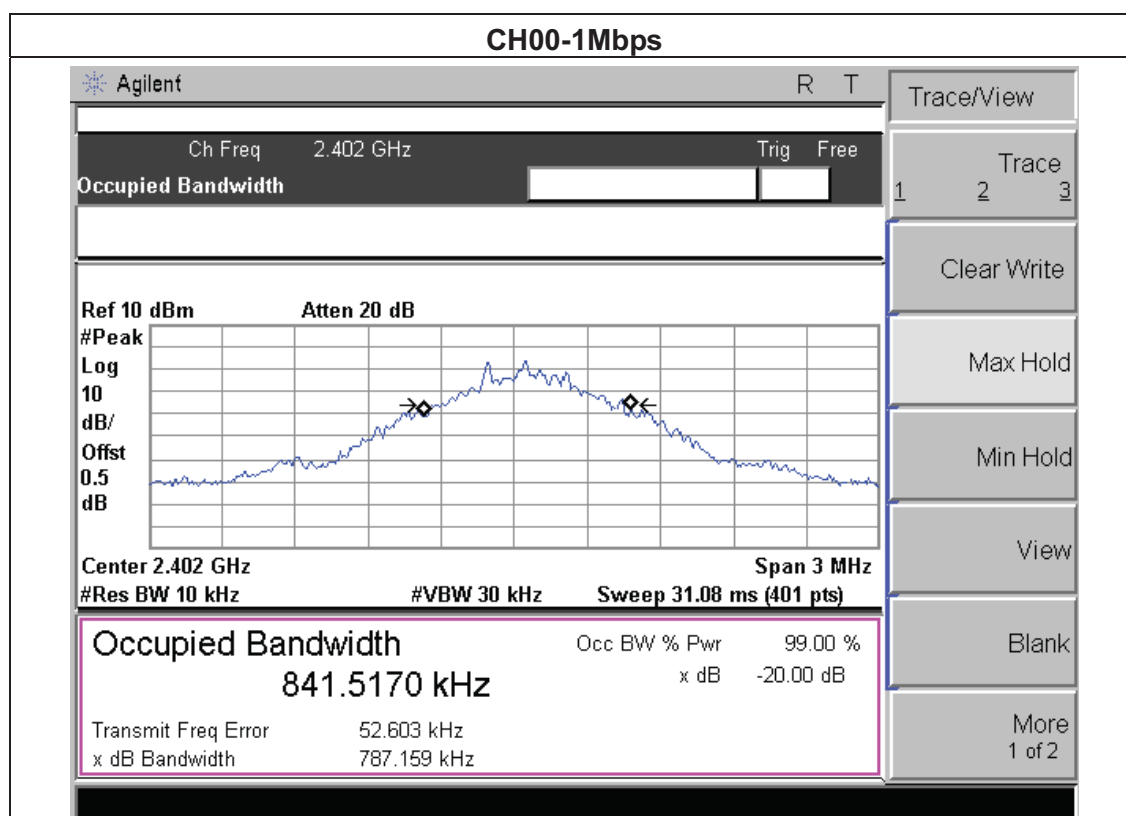 CH00-1Mbps
Agilent R T
Trace/View
Ch Freq 2.402 GHz Trig Free
Occupied Bandwidth
Trace
1 2 3
Clear Write
Ref 10 dBm Atten 20 dB
#Peak
Log
10
dB/
Offst
0.5
dB
Max Hold
Min Hold
Center 2.402 GHz Span 3 MHz
#Res BW 10 kHz #VBW 30 kHz Sweep 31.08 ms (401 pts)
View
Occupied Bandwidth Occ BW % Pwr 99.00 %
841.5170 kHz x dB -20.00 dB
Blank
Transmit Freq Error 52.603 kHz
x dB Bandwidth 787.159 kHz
More
1 of 2